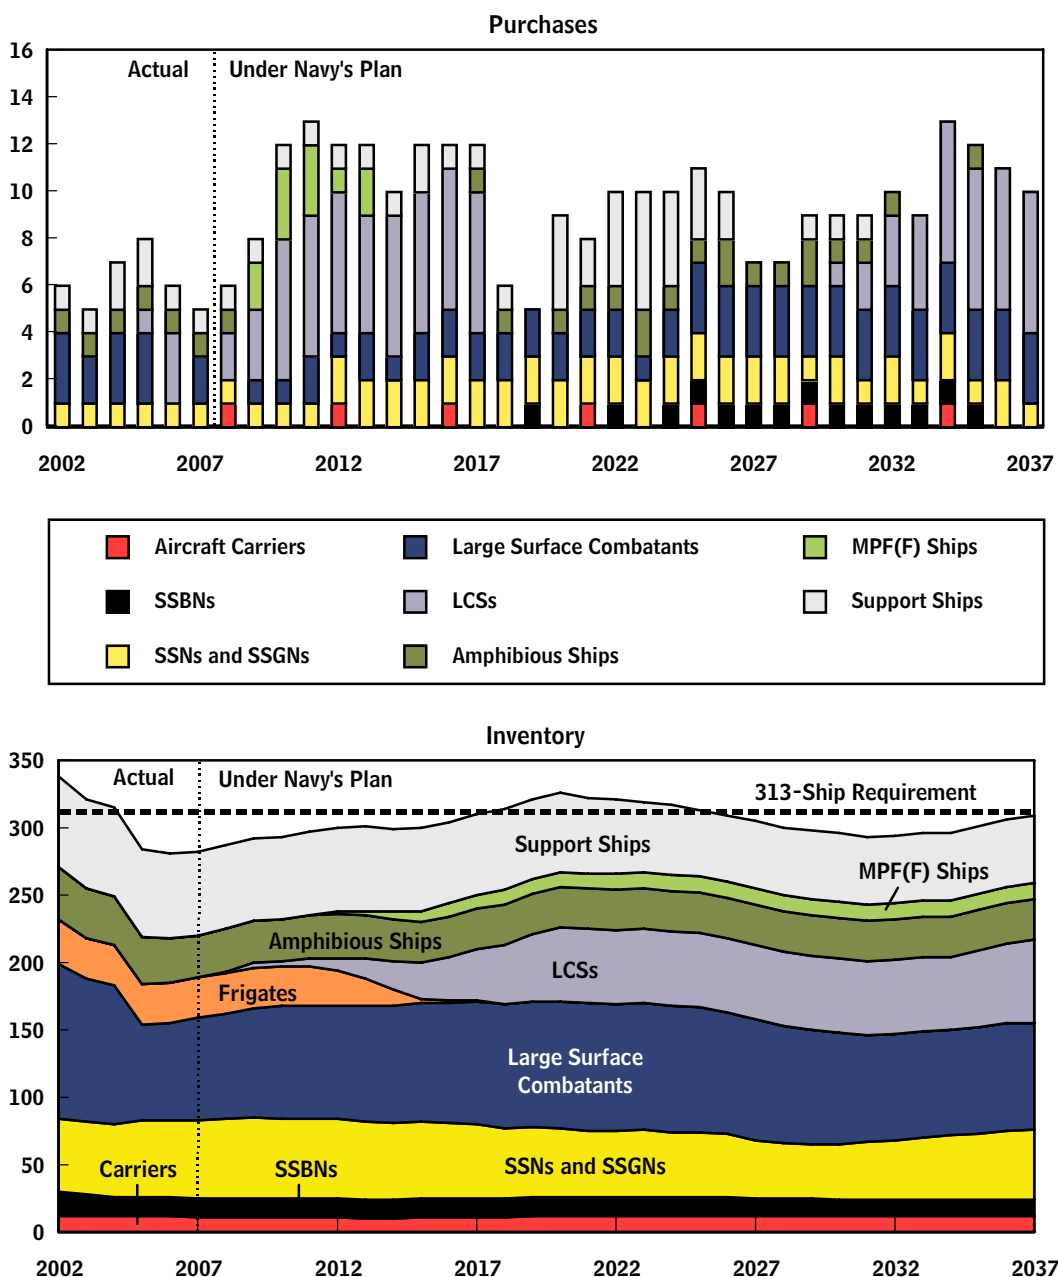 Purchases
16
Actual
Under Navy's Plan
14
12
10
8
6
4
2
0
2002
2007
2012
2017
2022
2027
2032
2037
Aircraft Carriers
Large Surface Combatants
MPF(F) Ships
SSBNs
LCSs
Support Ships
SSNs and SSGNs
Amphibious Ships
Inventory
350
Actual
Under Navy's Plan
313-Ship Requirement
300
Support Ships
MPF(F) Ships
250
Amphibious Ships
LCSs
200
Frigates
150
Large Surface
Combatants
100
50
Carriers
SSBNs
SSNs and SSGNs
0
2002
2007
2012
2017
2022
2027
2032
2037